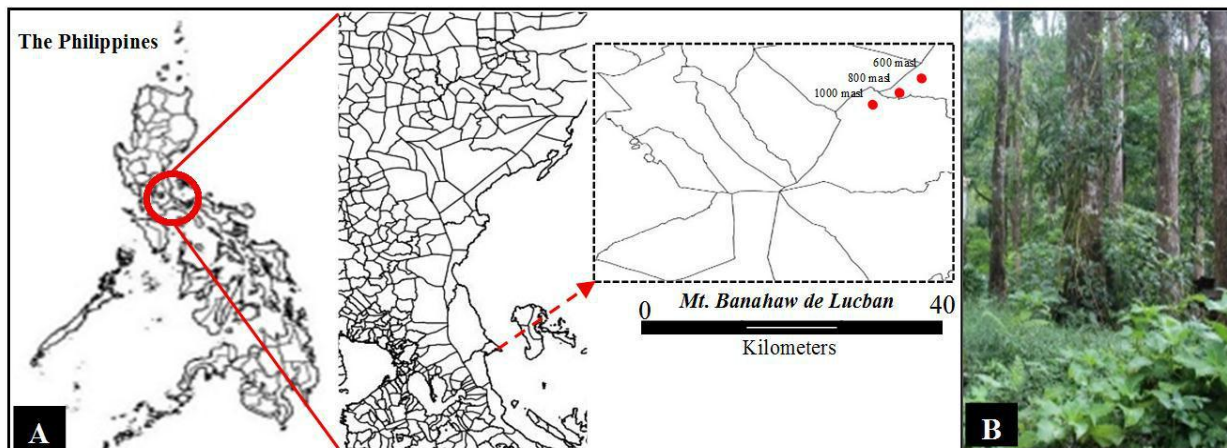 The Philippines
600 masl
800 masl
1000 masl
0
Mt. Banahaw de Lucban
40
Kilometers
A
B